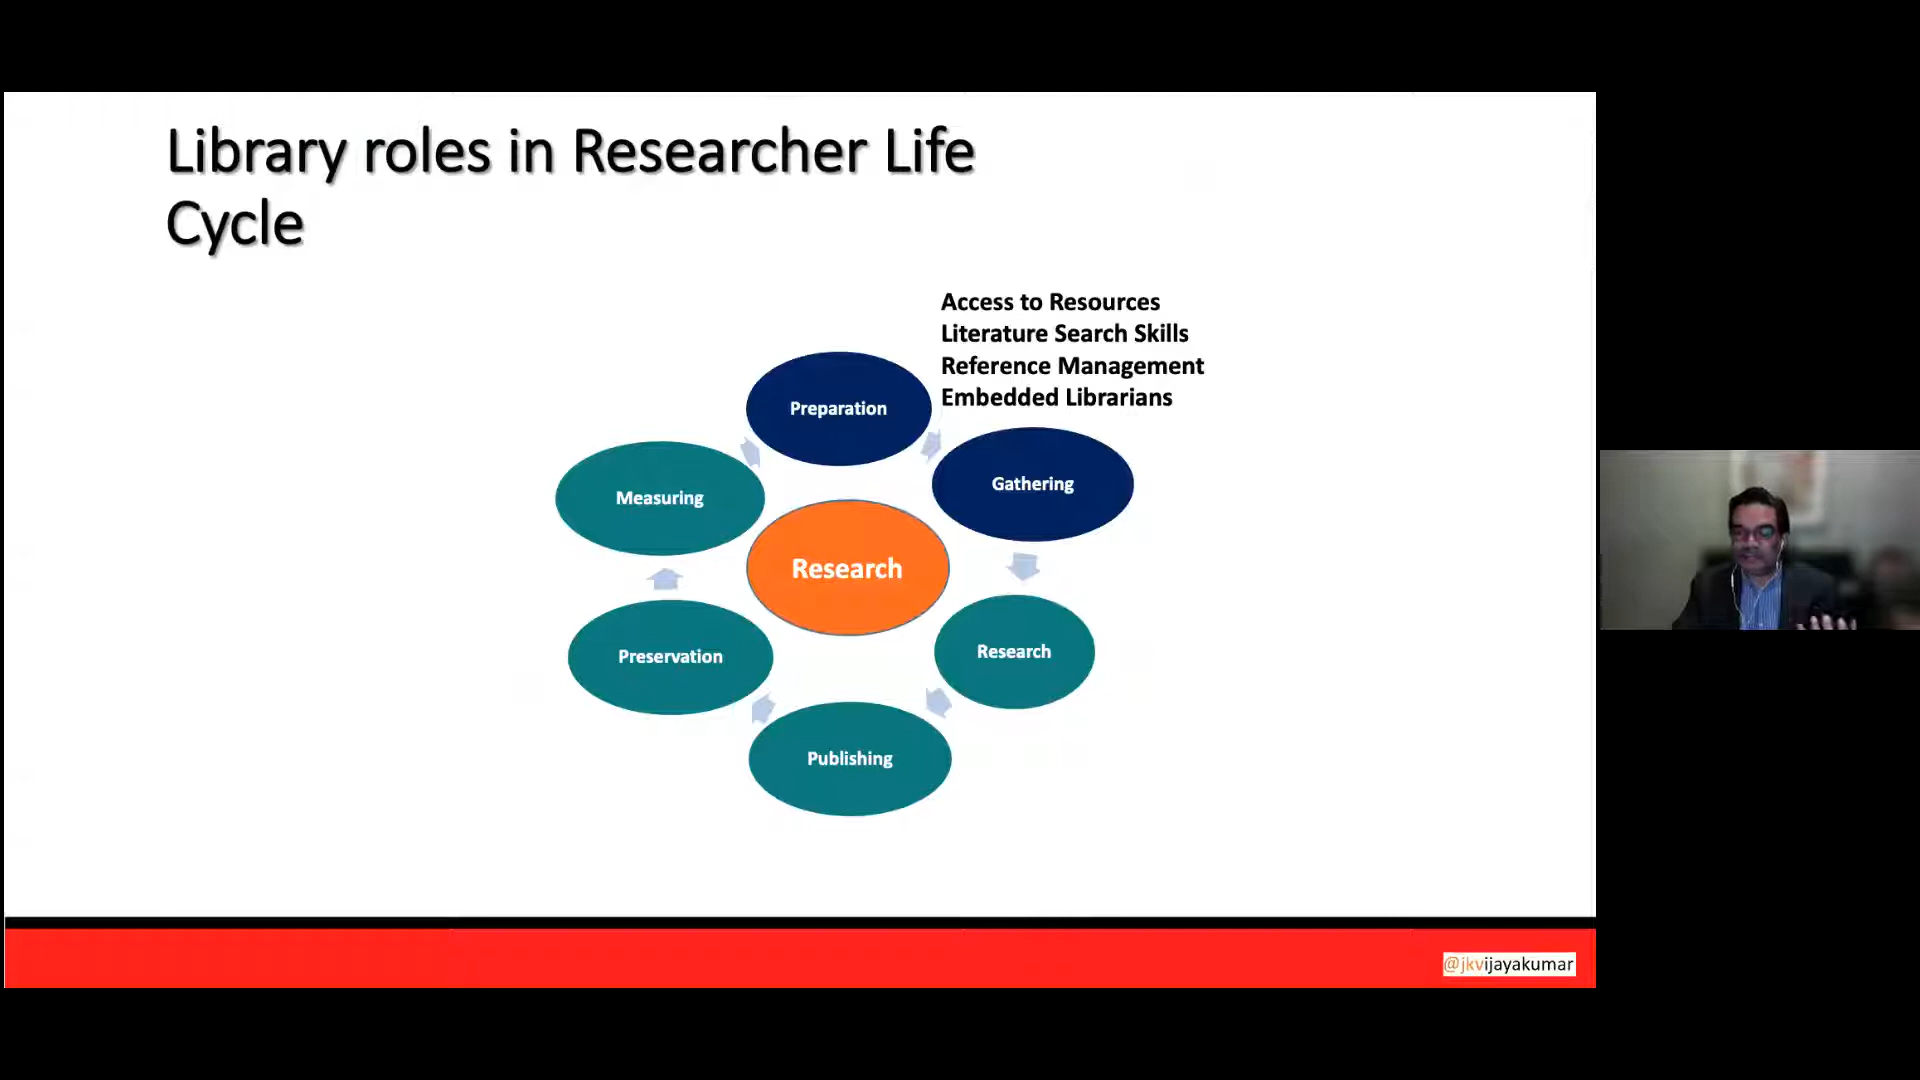 Library roles in Researcher Life
Cycle
Access to Resources
Literature Search Skills
Reference Management
Embedded Librarians
Preparation
Gathering
Measuring
Research
Research
Preservation
Publishing
@jkvijayakumar